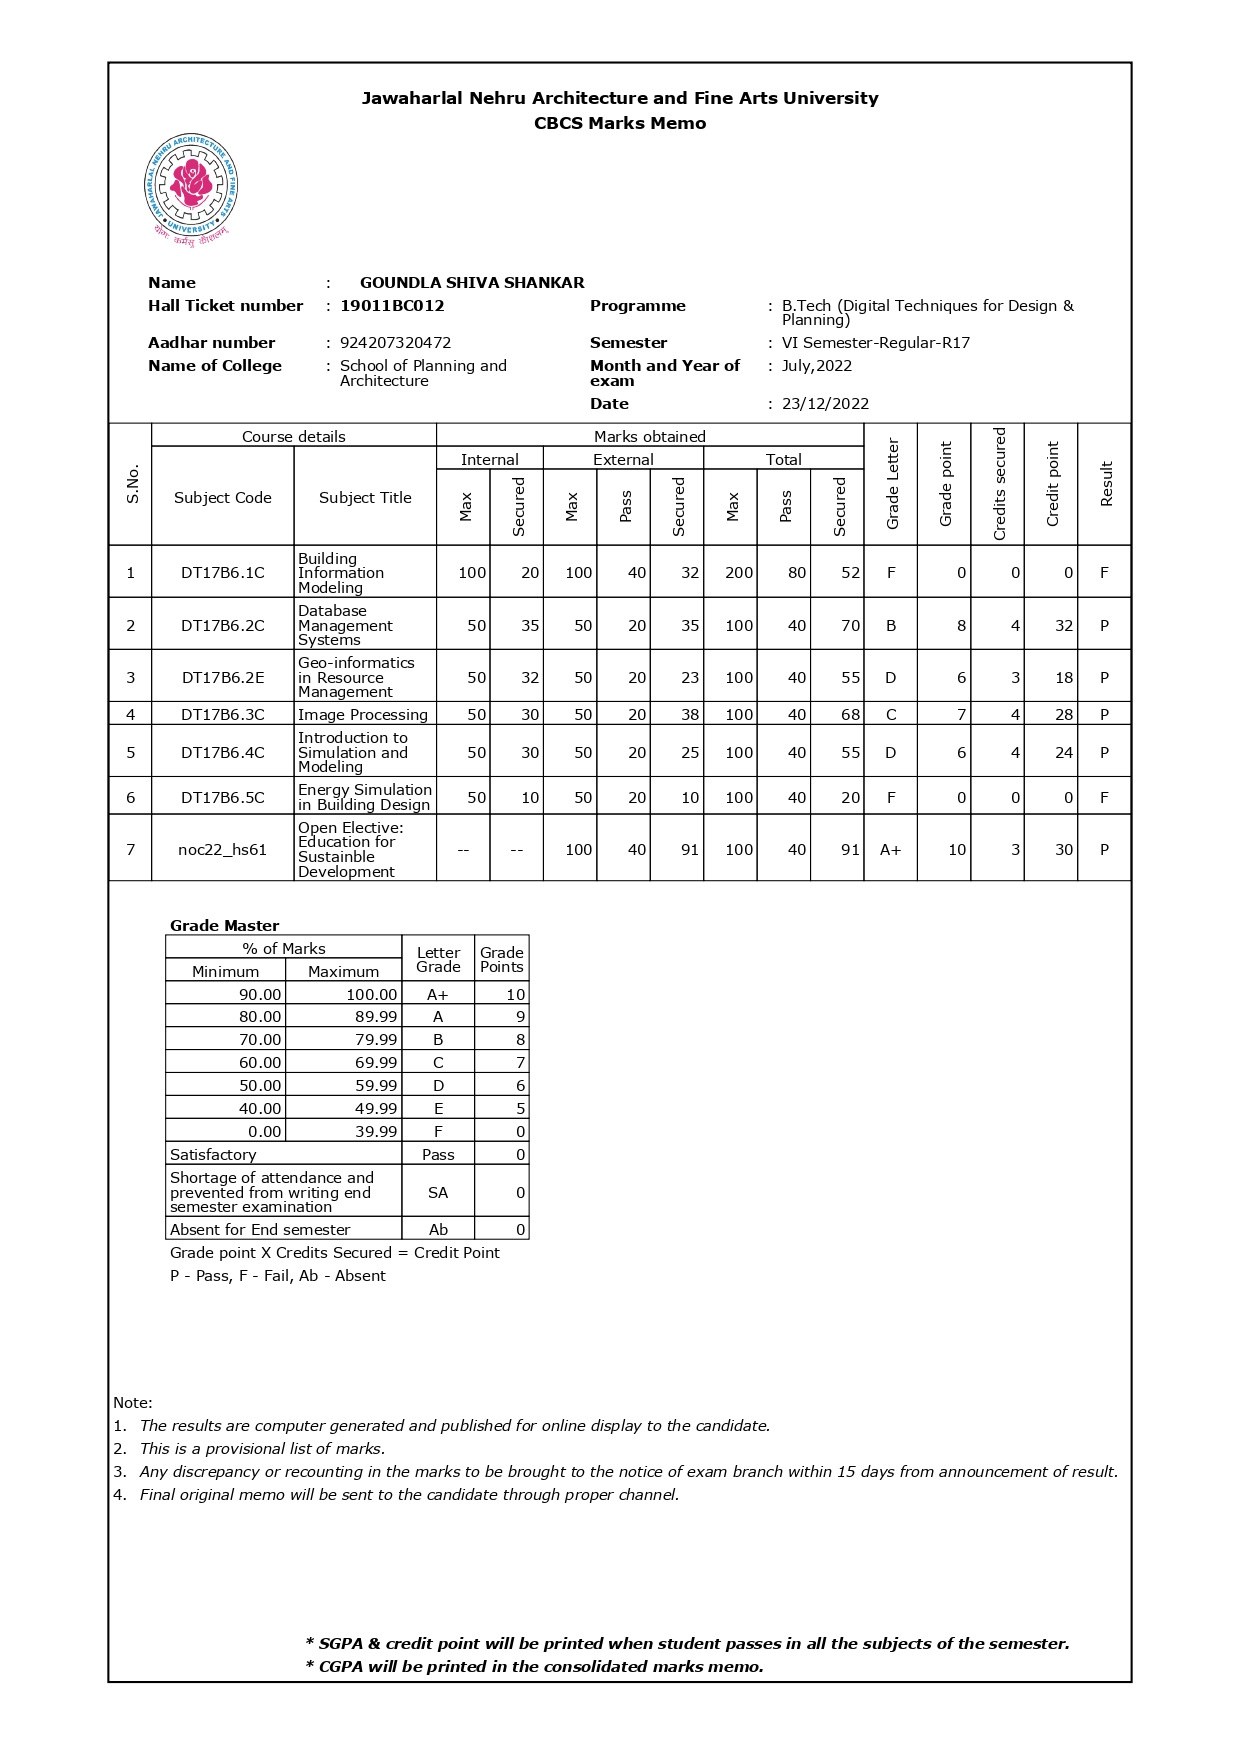 Jawaharlal Nehru Architecture and Fine Arts University
CBCS Marks Memo
JAWAHARLAL NEHRU ARCHITECTURE AND FINE ARTS
• UNIVERSITY •
योगः कर्मसु कौशलम्
Name : GOUNDLA SHIVA SHANKAR
Hall Ticket number : 19011BC012 Programme : B.Tech (Digital Techniques for Design &
Planning)
Aadhar number : 924207320472 Semester : VI Semester-Regular-R17
Name of College : School of Planning and Month and Year of : July,2022
Architecture exam
Date : 23/12/2022
S.No. Course details Marks obtained Grade Letter Grade point Credits secured Credit point Result
Subject Code Subject Title Internal External Total
Max Secured Max Pass Secured Max Pass Secured
Building
1 DT17B6.1C Information 100 20 100 40 32 200 80 52 F 0 0 0 F
Modeling
Database
2 DT17B6.2C Management 50 35 50 20 35 100 40 70 B 8 4 32 P
Systems
Geo-informatics
3 DT17B6.2E in Resource 50 32 50 20 23 100 40 55 D 6 3 18 P
Management
4 DT17B6.3C Image Processing 50 30 50 20 38 100 40 68 C 7 4 28 P
Introduction to
5 DT17B6.4C Simulation and 50 30 50 20 25 100 40 55 D 6 4 24 P
Modeling
6 DT17B6.5C Energy Simulation 50 10 50 20 10 100 40 20 F 0 0 0 F
in Building Design
Open Elective:
7 noc22_hs61 Education for -- -- 100 40 91 100 40 91 A+ 10 3 30 P
Sustainble
Development
Grade Master
% of Marks Letter Grade
Minimum Maximum Grade Points
90.00 100.00 A+ 10
80.00 89.99 A 9
70.00 79.99 B 8
60.00 69.99 C 7
50.00 59.99 D 6
40.00 49.99 E 5
0.00 39.99 F 0
Satisfactory Pass 0
Shortage of attendance and
prevented from writing end SA 0
semester examination
Absent for End semester Ab 0
Grade point X Credits Secured = Credit Point
P - Pass, F - Fail, Ab - Absent
Note:
1. The results are computer generated and published for online display to the candidate.
2. This is a provisional list of marks.
3. Any discrepancy or recounting in the marks to be brought to the notice of exam branch within 15 days from announcement of result.
4. Final original memo will be sent to the candidate through proper channel.
* SGPA & credit point will be printed when student passes in all the subjects of the semester.
* CGPA will be printed in the consolidated marks memo.